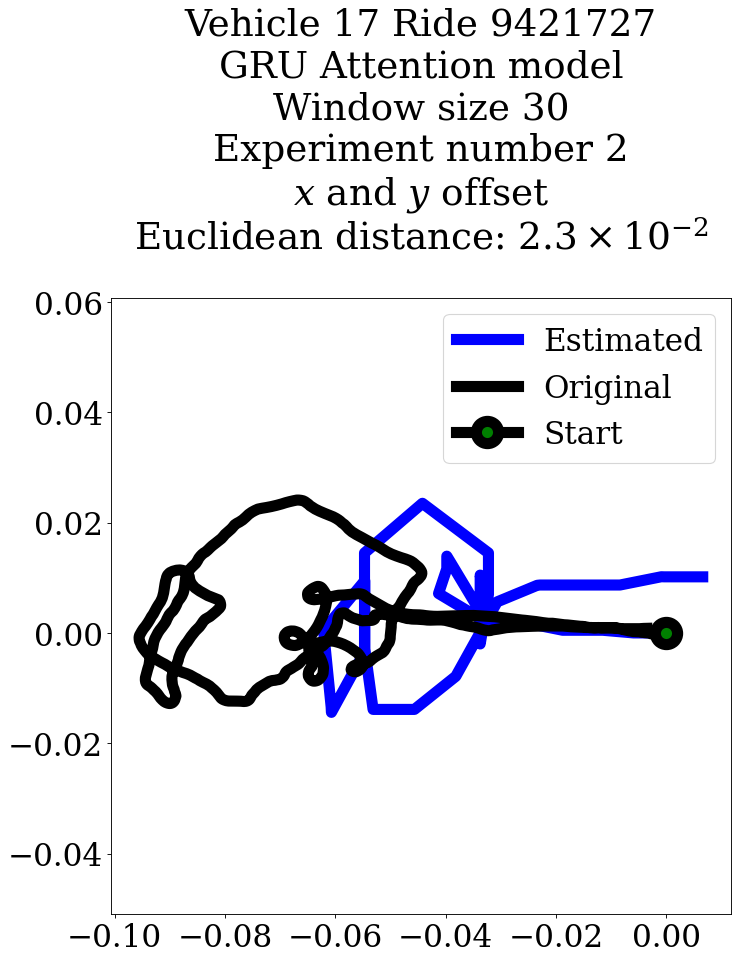 Vehicle 17 Ride 9421727
GRU Attention model
Window size 30
Experiment number 2
x and y offset
Euclidean distance: 2.3 × 10⁻²
0.06
0.04
0.02
0.00
−0.02
−0.04
Estimated
Original
Start
−0.10 −0.08 −0.06 −0.04 −0.02 0.00